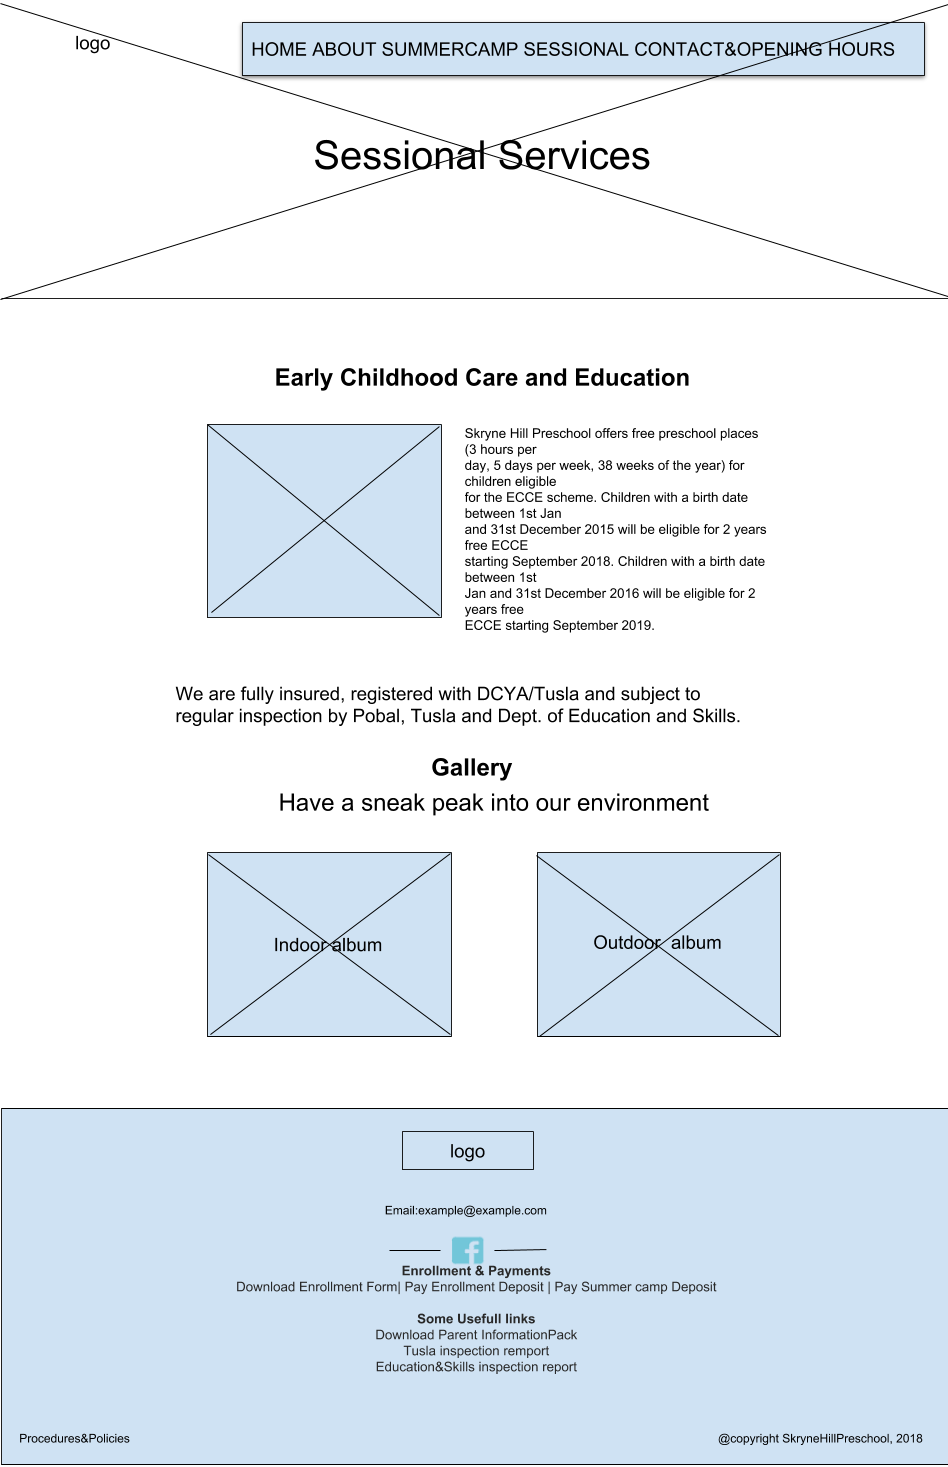 logo
HOME ABOUT SUMMERCAMP SESSIONAL CONTACT&OPENING HOURS
Sessional Services
Early Childhood Care and Education
Skryne Hill Preschool offers free preschool places
(3 hours per
day, 5 days per week, 38 weeks of the year) for
children eligible
for the ECCE scheme. Children with a birth date
between 1st Jan
and 31st December 2015 will be eligible for 2 years
free ECCE
starting September 2018. Children with a birth date
between 1st
Jan and 31st December 2016 will be eligible for 2
years free
ECCE starting September 2019.
We are fully insured, registered with DCYA/Tusla and subject to
regular inspection by Pobal, Tusla and Dept. of Education and Skills.
Gallery
Have a sneak peak into our environment
Indoor album
Outdoor album
logo
Email:example@example.com
Enrollment & Payments
Download Enrollment Form| Pay Enrollment Deposit | Pay Summer camp Deposit
Some Usefull links
Download Parent InformationPack
Tusla inspection remport
Education&Skills inspection report
Procedures&Policies
@copyright SkryneHillPreschool, 2018